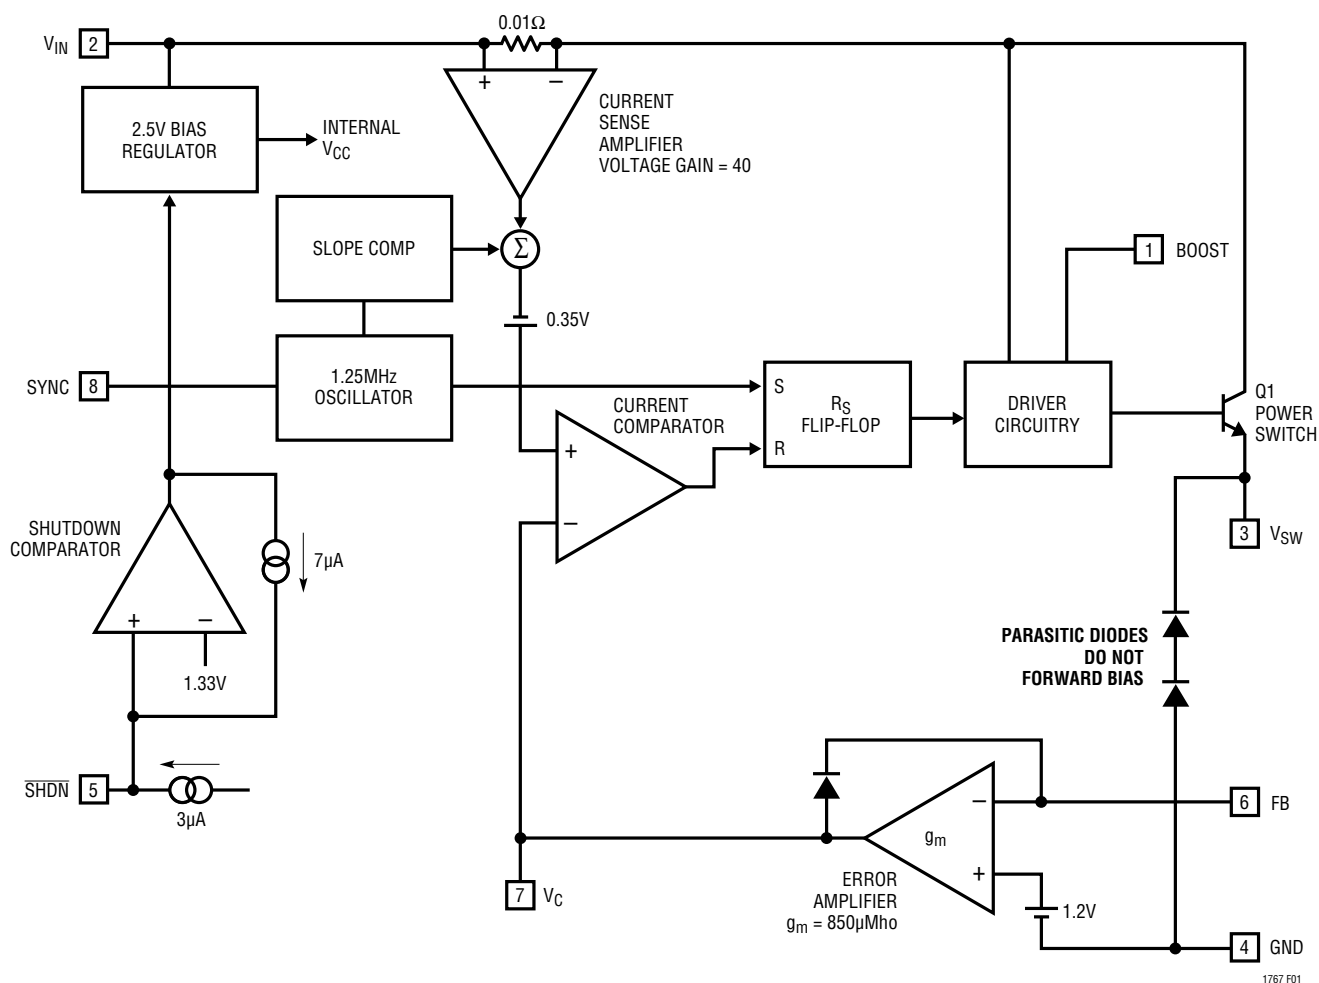 0.01Ω
VIN 2
+ −
CURRENT
SENSE
AMPLIFIER
VOLTAGE GAIN = 40
2.5V BIAS
REGULATOR
INTERNAL
VCC
SLOPE COMP
Σ
1 BOOST
0.35V
SYNC 8
1.25MHz
OSCILLATOR
CURRENT
COMPARATOR
+
−
S
R
RS
FLIP-FLOP
DRIVER
CIRCUITRY
Q1
POWER
SWITCH
3 VSW
SHUTDOWN
COMPARATOR
7µA
+ −
1.33V
PARASITIC DIODES
DO NOT
FORWARD BIAS
SHDN 5
3µA
−
gm
+
6 FB
7 VC
ERROR
AMPLIFIER
gm = 850µMho
1.2V
4 GND
1767 F01